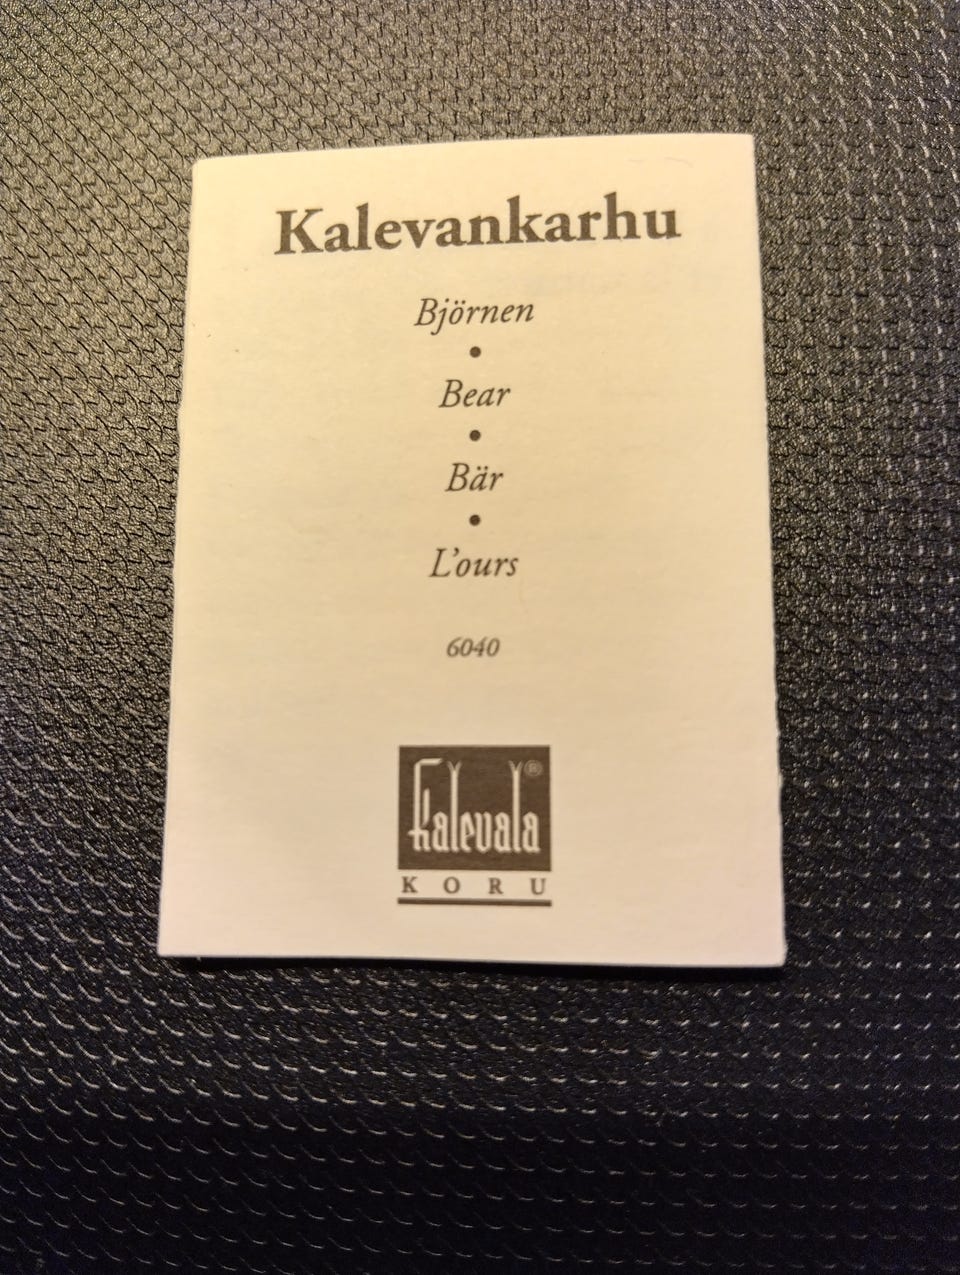 Kalevankarhu
Björnen
•
Bear
•
Bär
•
L'ours
6040
Kalevala®
KORU